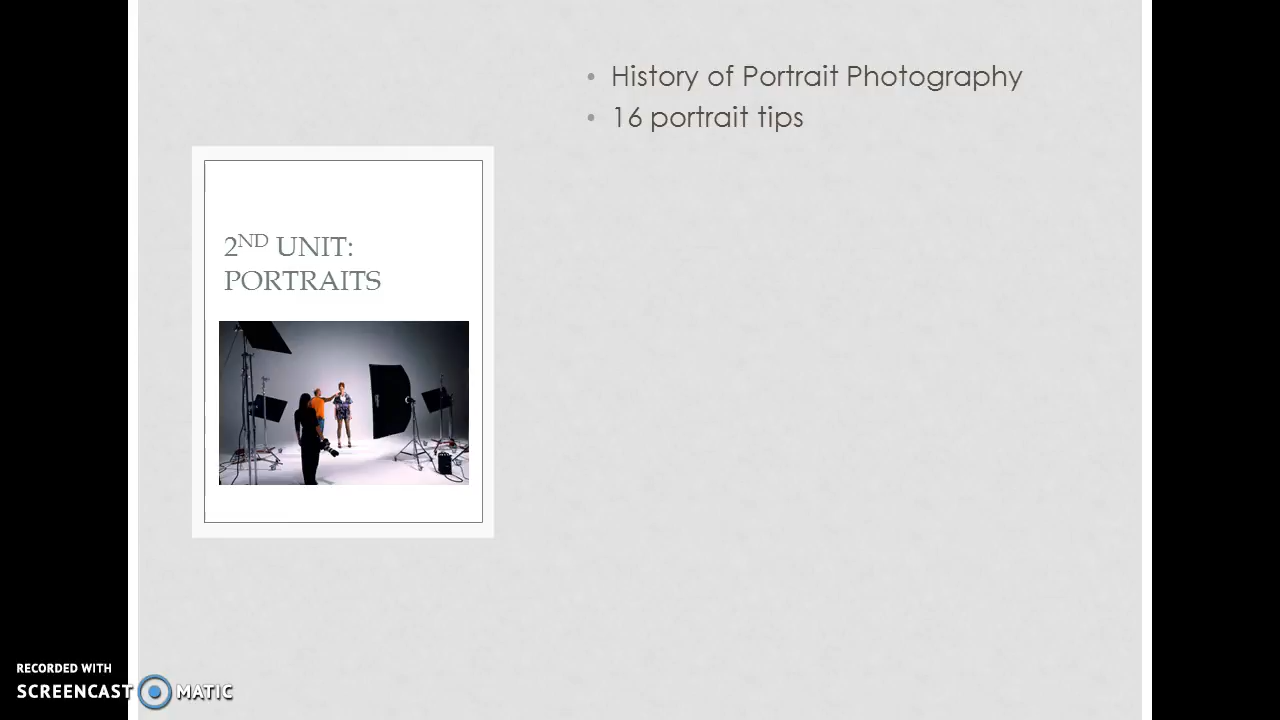 • History of Portrait Photography
• 16 portrait tips
2ND UNIT:
PORTRAITS
RECORDED WITH
SCREENCAST MATIC